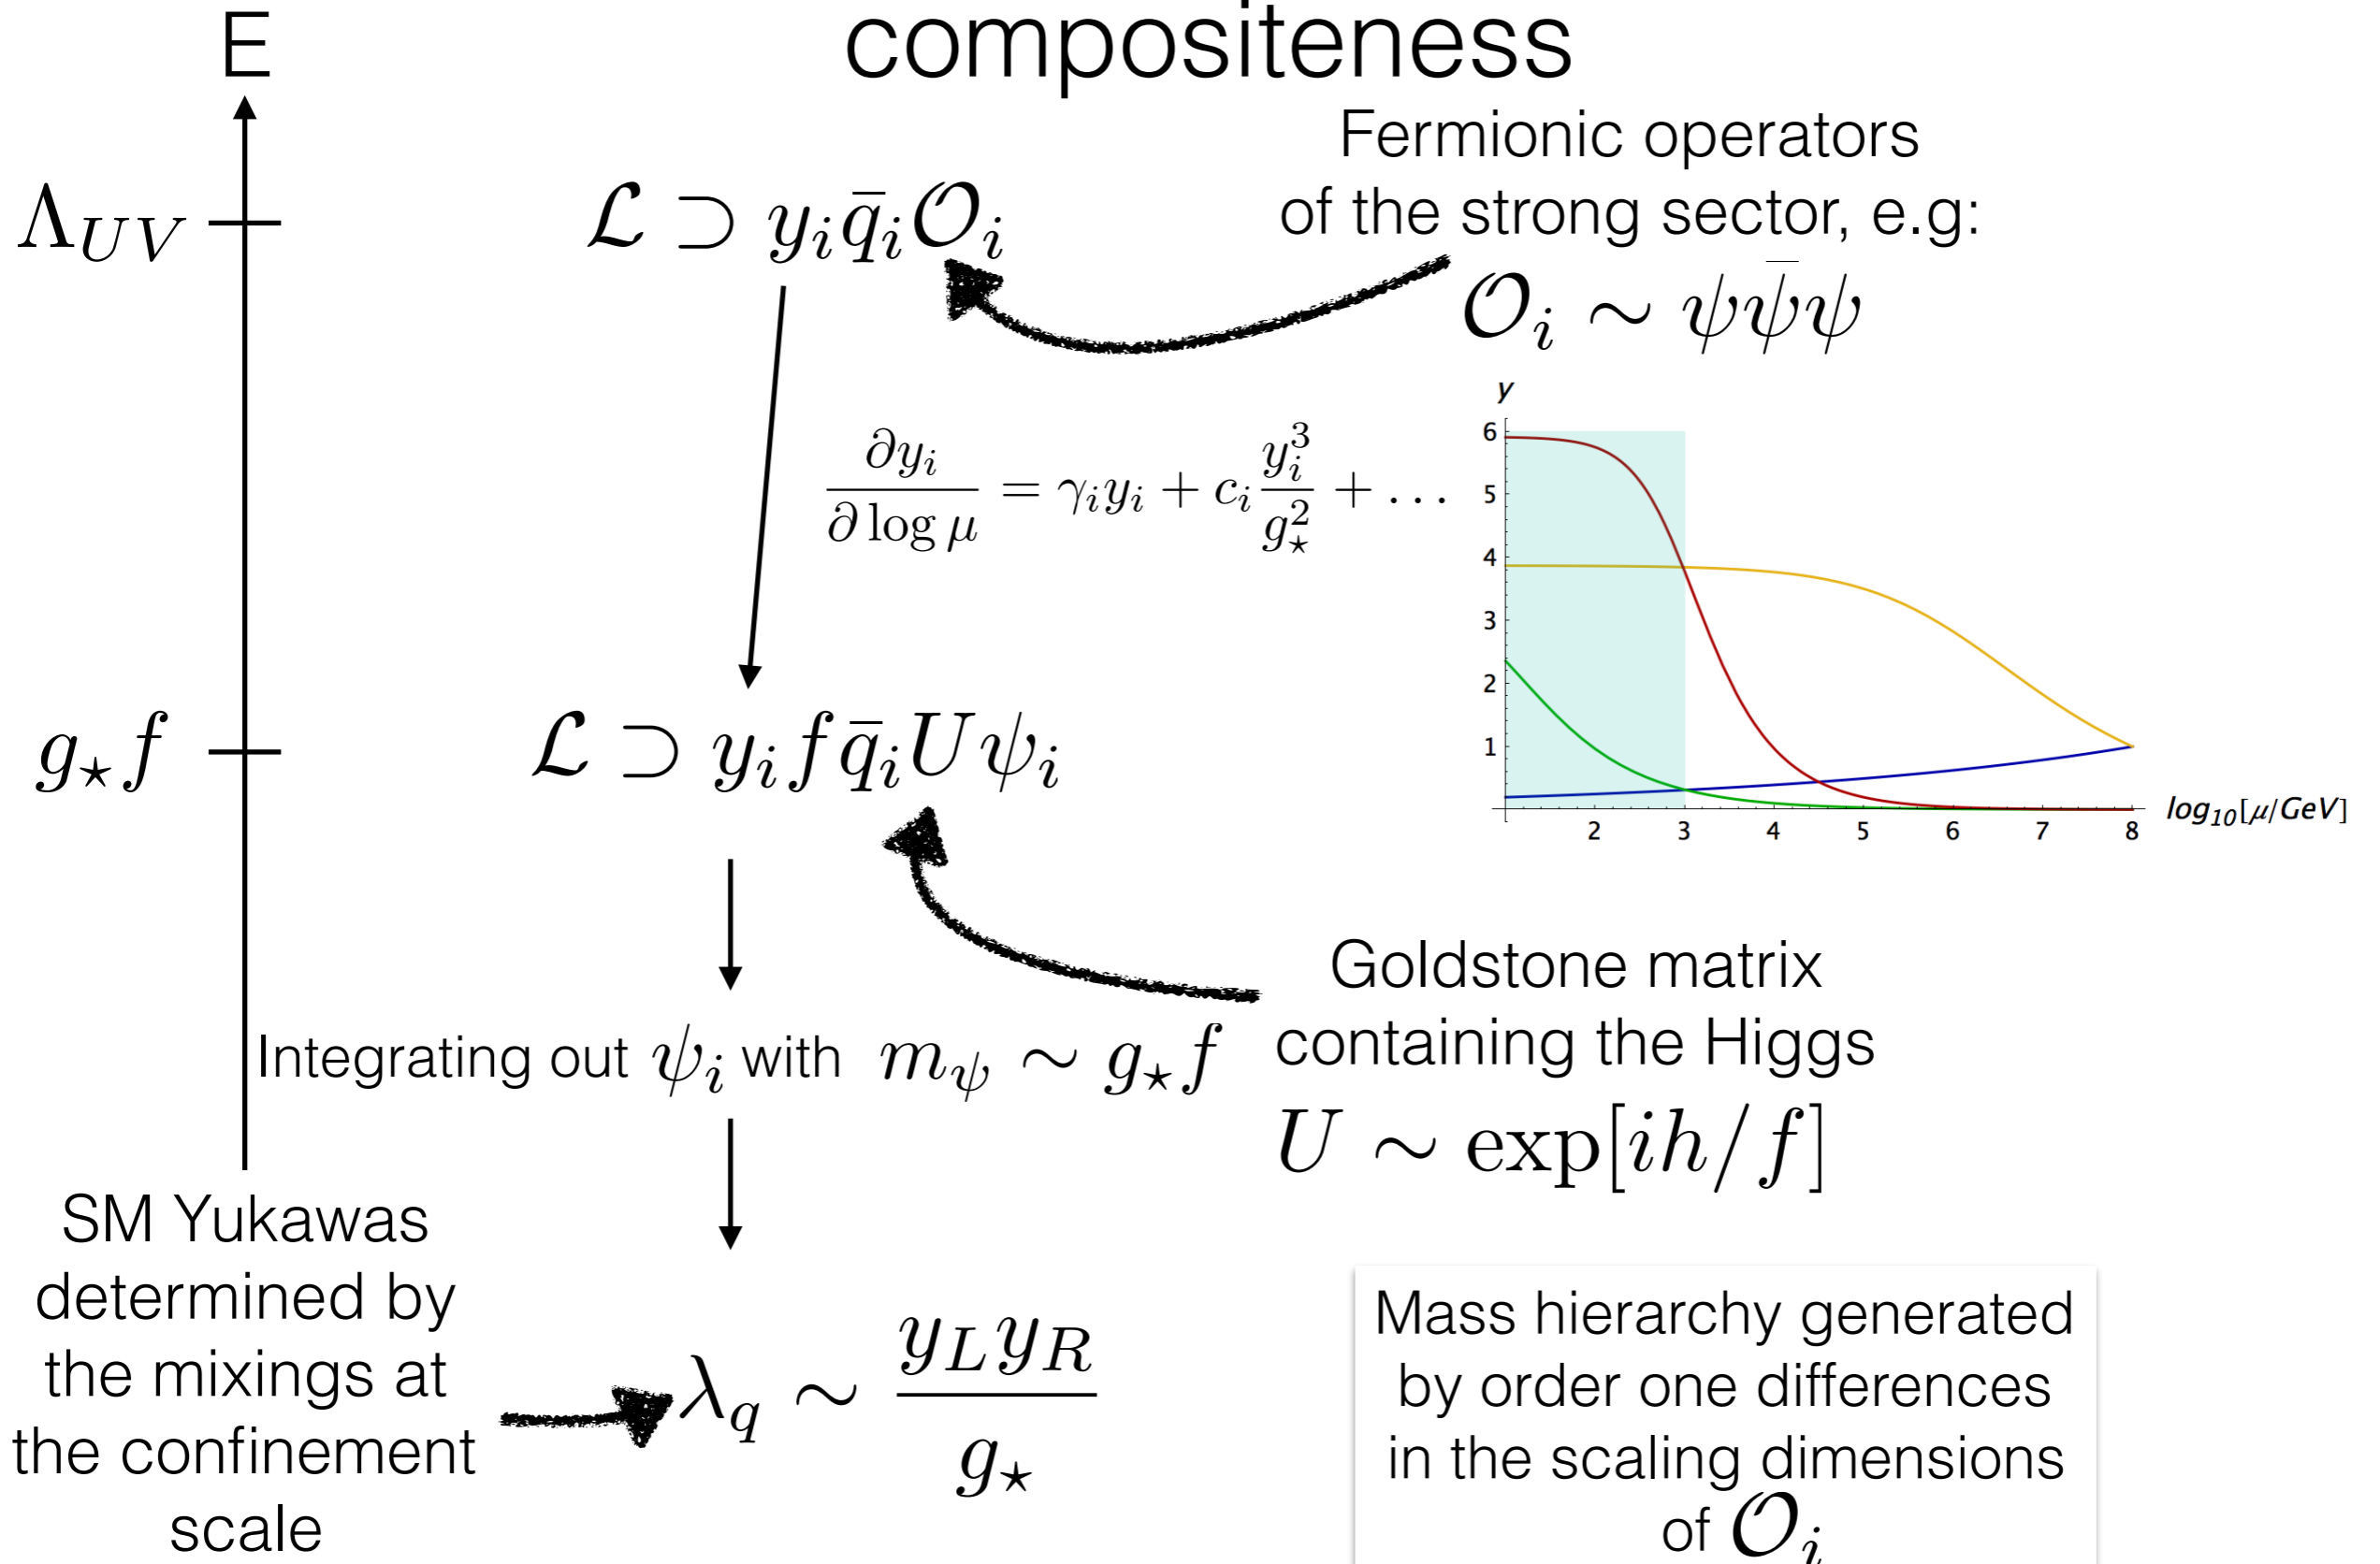 compositeness
E
Λ_{UV}
ℒ ⊃ y_i q̄_i 𝒪_i
Fermionic operators
of the strong sector, e.g:
𝒪_i ∼ ψψ̄ψ
∂y_i / ∂ log μ = γ_i y_i + c_i y_i^3 / g_⋆^2 + …
y
6
5
4
3
2
1
2 3 4 5 6 7 8
log_{10}[μ/GeV]
g_⋆ f
ℒ ⊃ y_i f q̄_i U ψ_i
Goldstone matrix
containing the Higgs
U ∼ exp[ih/f]
Integrating out ψ_i with m_ψ ∼ g_⋆ f
SM Yukawas
determined by
the mixings at
the confinement
scale
λ_q ∼ y_L y_R / g_⋆
Mass hierarchy generated
by order one differences
in the scaling dimensions
of 𝒪_i